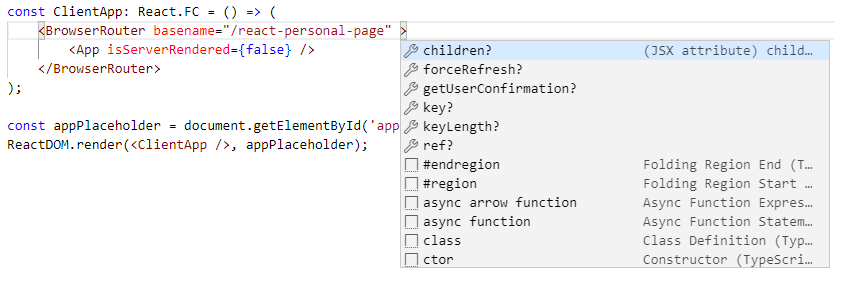 const ClientApp: React.FC = () => (
<BrowserRouter basename="/react-personal-page" >
<App isServerRendered={false} />
</BrowserRouter>
);
const appPlaceholder = document.getElementById('app
ReactDOM.render(<ClientApp />, appPlaceholder);
children? (JSX attribute) child…
forceRefresh?
getUserConfirmation?
key?
keyLength?
ref?
#endregion Folding Region End (T…
#region Folding Region Start …
async arrow function Async Function Expres…
async function Async Function Statem…
class Class Definition (Typ…
ctor Constructor (TypeScri…